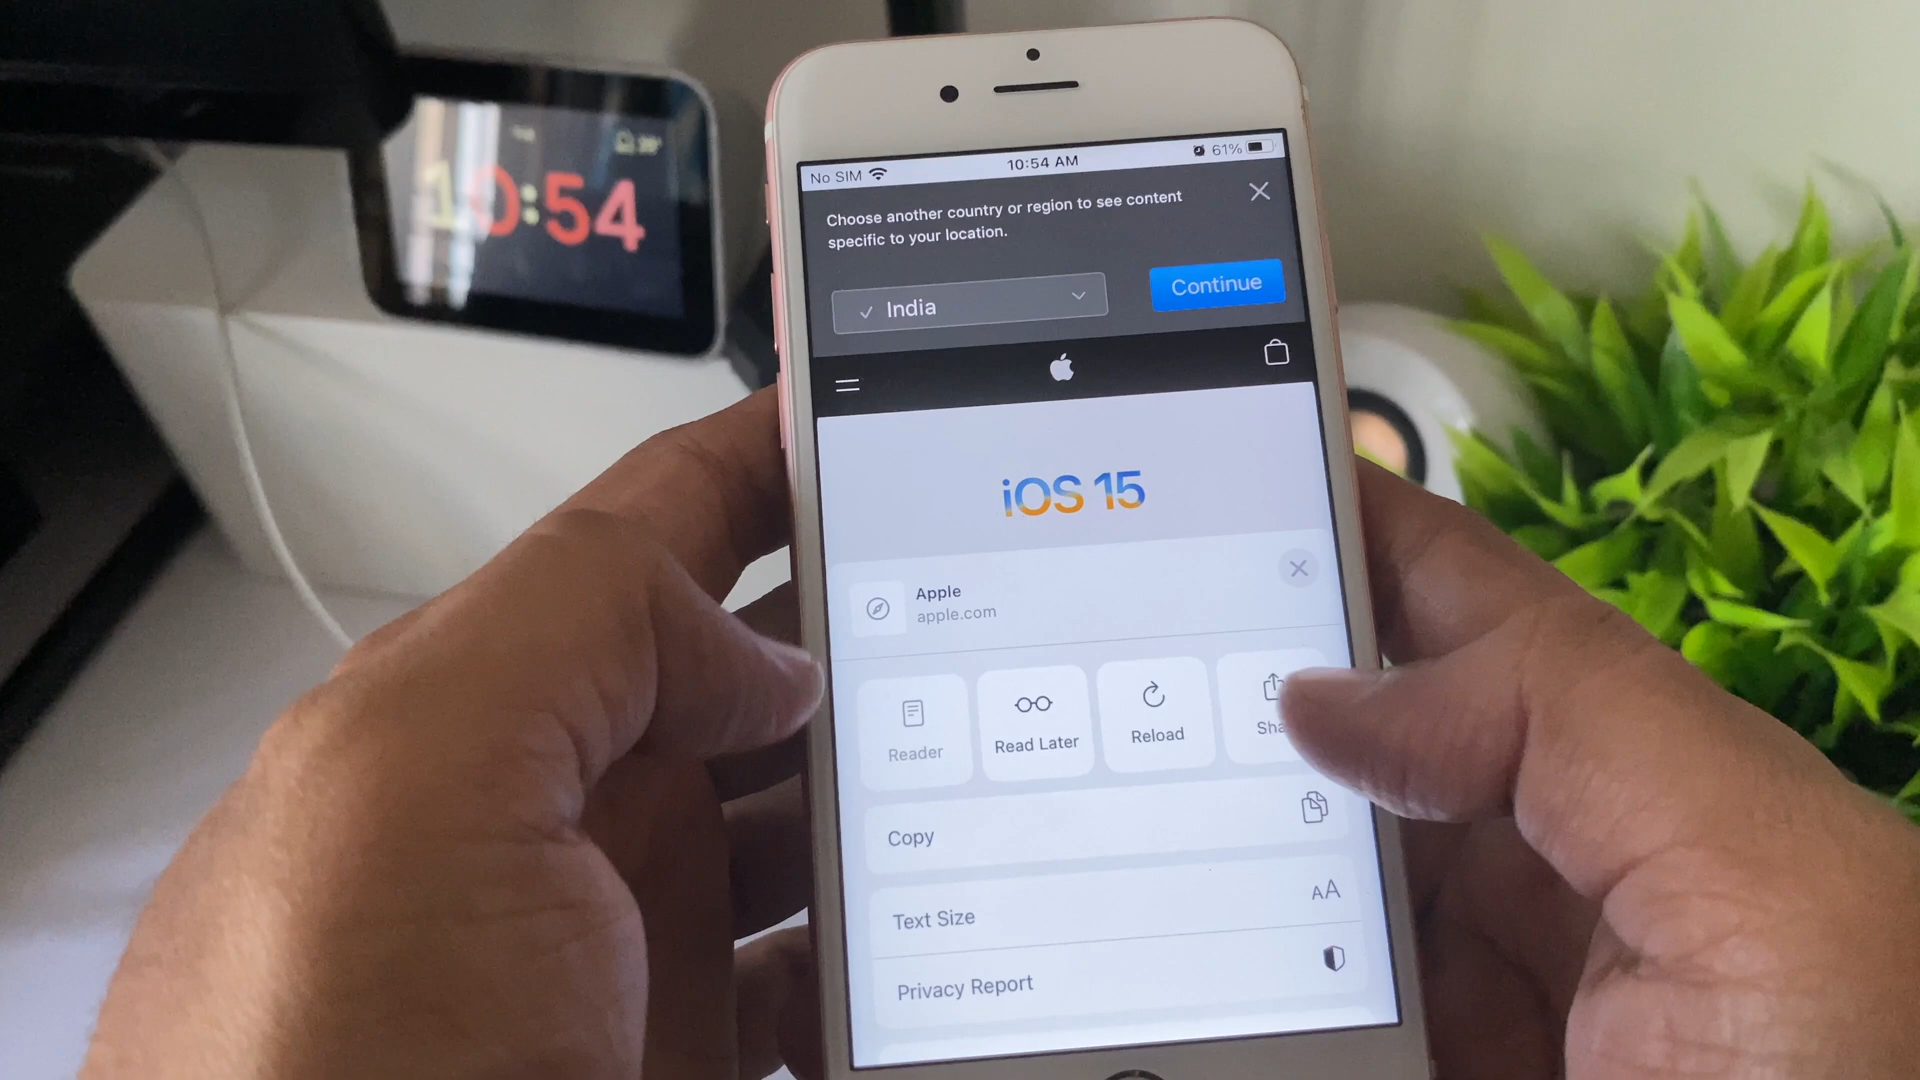 10:54
No SIM 10:54 AM 61%
Choose another country or region to see content
specific to your location.
India
Continue
iOS 15
Apple
apple.com
Reader
Read Later
Reload
Sha
Copy
Text Size
AA
Privacy Report